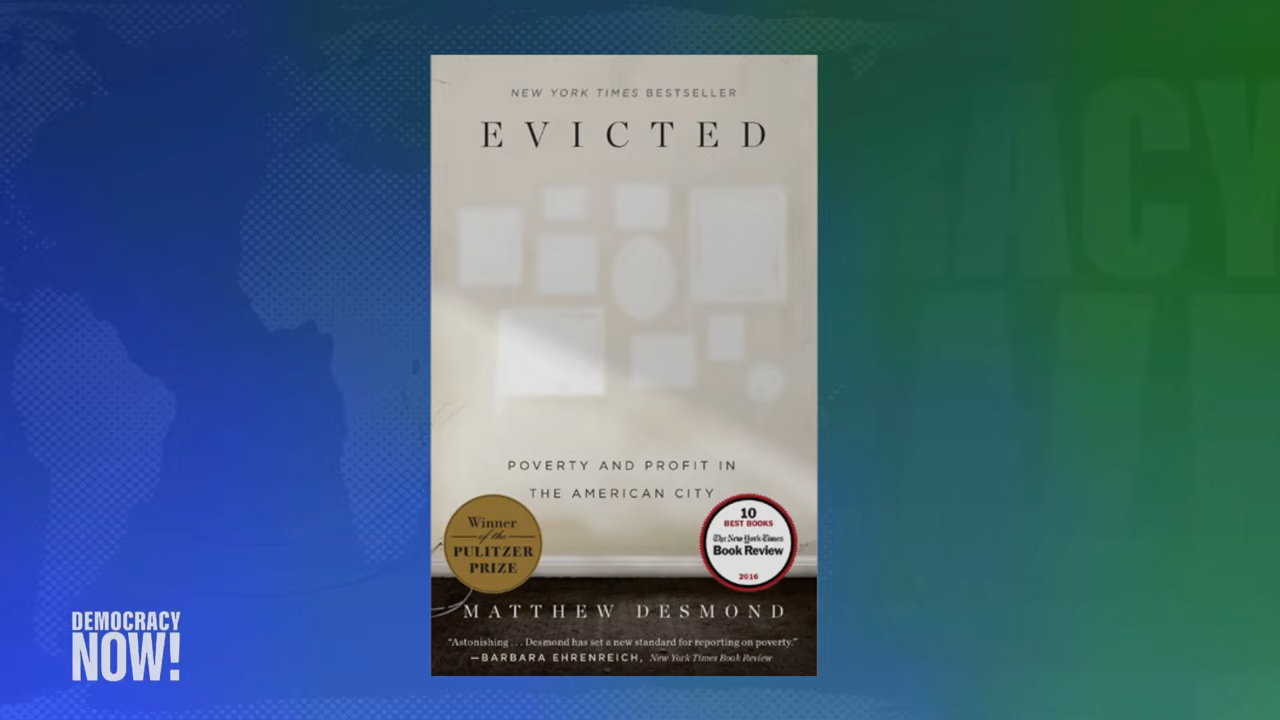 NEW YORK TIMES BESTSELLER
EVICTED
POVERTY AND PROFIT IN
THE AMERICAN CITY
Winner
of the
PULITZER
PRIZE
10
BEST BOOKS
The New York Times
Book Review
2016
MATTHEW DESMOND
“Astonishing . . . Desmond has set a new standard for reporting on poverty.”
—BARBARA EHRENREICH, New York Times Book Review
DEMOCRACY
NOW!
ACY